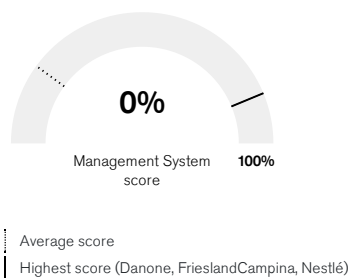 0%
Management System
score
100%
Average score
Highest score (Danone, FrieslandCampina, Nestlé)